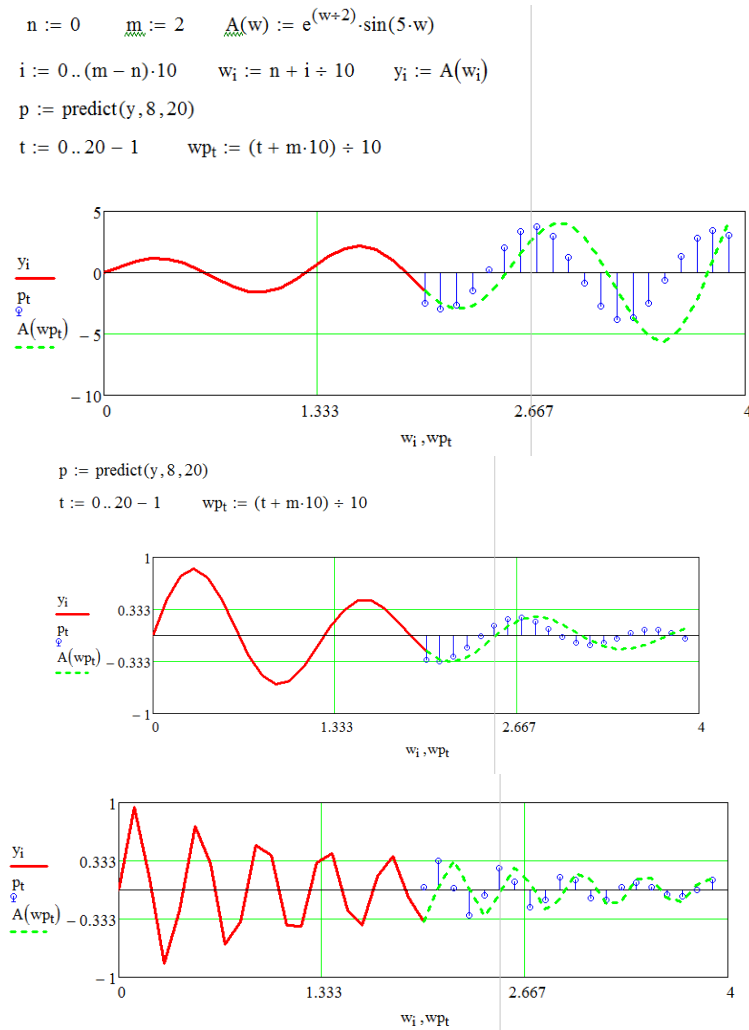 n := 0 m := 2 A(w) := e^(w÷2)·sin(5·w)
i := 0 .. (m − n)·10 w_i := n + i ÷ 10 y_i := A(w_i)
p := predict(y, 8, 20)
t := 0 .. 20 − 1 wp_t := (t + m·10) ÷ 10
5
y_i
0
p_t
A(wp_t)
− 5
− 10
0 1.333 2.667 4
w_i , wp_t
p := predict(y, 8, 20)
t := 0 .. 20 − 1 wp_t := (t + m·10) ÷ 10
1
y_i
0.333
p_t
A(wp_t)
− 0.333
− 1
0 1.333 2.667 4
w_i , wp_t
1
y_i
0.333
p_t
A(wp_t)
− 0.333
− 1
0 1.333 2.667 4
w_i , wp_t